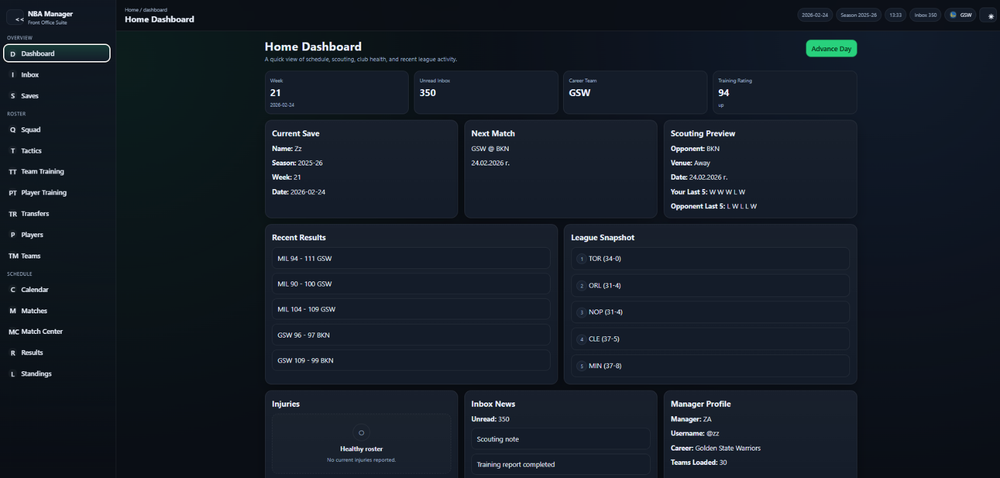 <<
NBA Manager
Front Office Suite
OVERVIEW
D Dashboard
I Inbox
S Saves
ROSTER
Q Squad
T Tactics
TT Team Training
PT Player Training
TR Transfers
P Players
TM Teams
SCHEDULE
C Calendar
M Matches
MC Match Center
R Results
L Standings
Home / dashboard
Home Dashboard
2026-02-24
Season 2025-26
13:33
Inbox 350
GSW
Home Dashboard
A quick view of schedule, scouting, club health, and recent league activity.
Advance Day
Week
21
2026-02-24
Unread Inbox
350
Career Team
GSW
Training Rating
94
up
Current Save
Name: Zz
Season: 2025-26
Week: 21
Date: 2026-02-24
Next Match
GSW @ BKN
24.02.2026 г.
Scouting Preview
Opponent: BKN
Venue: Away
Date: 24.02.2026 г.
Your Last 5: W W W L W
Opponent Last 5: L W L L W
Recent Results
MIL 94 - 111 GSW
MIL 90 - 100 GSW
MIL 104 - 109 GSW
GSW 96 - 97 BKN
GSW 109 - 99 BKN
League Snapshot
1 TOR (34-0)
2 ORL (31-4)
3 NOP (31-4)
4 CLE (37-5)
5 MIN (37-8)
Injuries
Healthy roster
No current injuries reported.
Inbox News
Unread: 350
Scouting note
Training report completed
Manager Profile
Manager: ZA
Username: @zz
Career: Golden State Warriors
Teams Loaded: 30